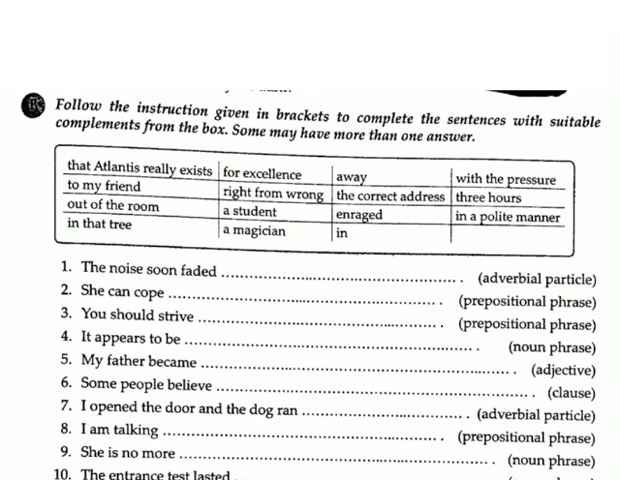 Follow the instruction given in brackets to complete the sentences with suitable
complements from the box. Some may have more than one answer.
that Atlantis really exists for excellence away with the pressure
to my friend right from wrong the correct address three hours
out of the room a student enraged in a polite manner
in that tree a magician in
1. The noise soon faded ........................................ . (adverbial particle)
2. She can cope ........................................ . (prepositional phrase)
3. You should strive ........................................ . (prepositional phrase)
4. It appears to be ........................................ . (noun phrase)
5. My father became ........................................ . (adjective)
6. Some people believe ........................................ . (clause)
7. I opened the door and the dog ran ........................................ . (adverbial particle)
8. I am talking ........................................ . (prepositional phrase)
9. She is no more ........................................ . (noun phrase)
10. The entrance test lasted